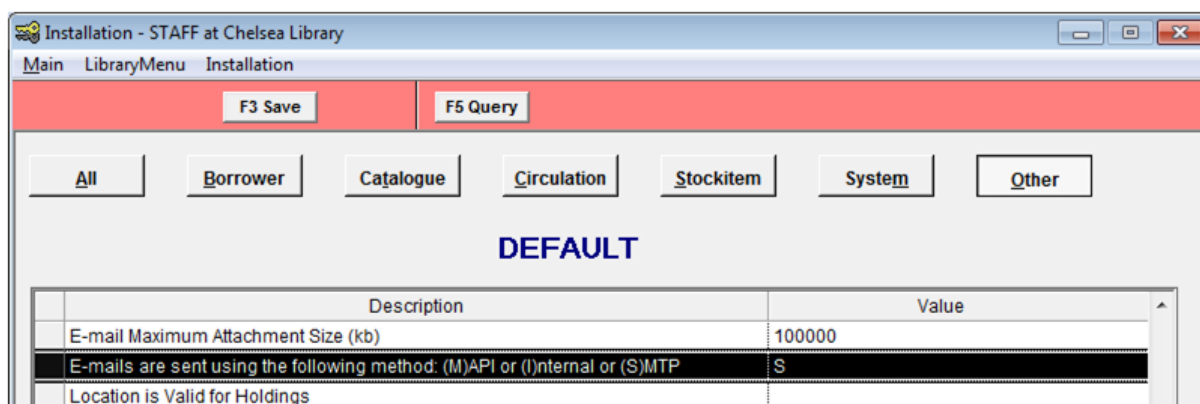 Installation - STAFF at Chelsea Library
Main LibraryMenu Installation
F3 Save F5 Query
All Borrower Catalogue Circulation Stockitem System Other
DEFAULT
Description Value
E-mail Maximum Attachment Size (kb) 100000
E-mails are sent using the following method: (M)API or (I)nternal or (S)MTP S
Location is Valid for Holdings